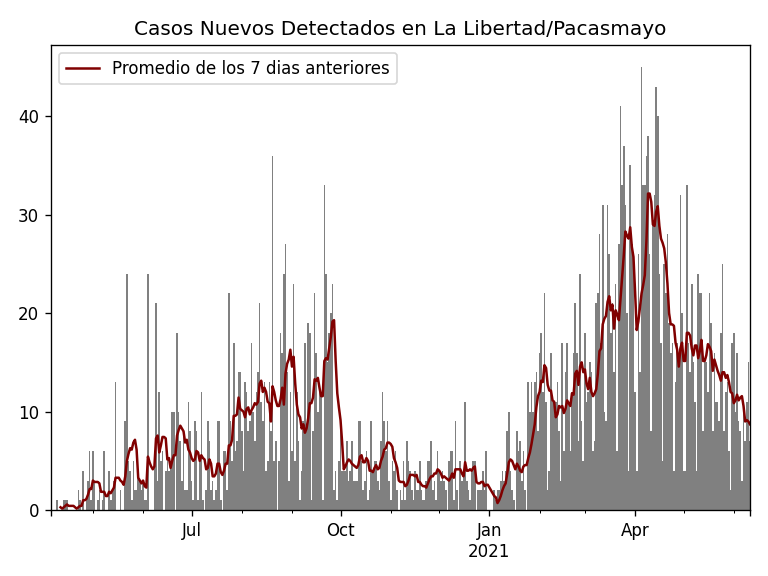 Casos Nuevos Detectados en La Libertad/Pacasmayo
Promedio de los 7 dias anteriores
40
30
20
10
0
Jul
Oct
Jan
2021
Apr